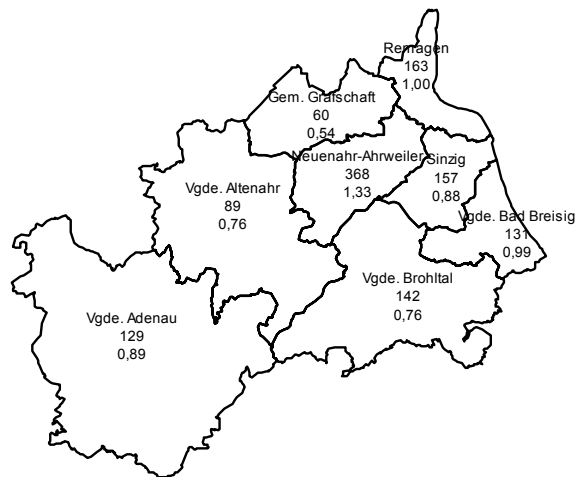 Remagen
163
1,00
Gem. Grafschaft
60
0,54
Neuenahr-Ahrweiler
368
1,33
Sinzig
157
0,88
Vgde. Altenahr
89
0,76
Vgde. Bad Breisig
131
0,99
Vgde. Brohltal
142
0,76
Vgde. Adenau
129
0,89